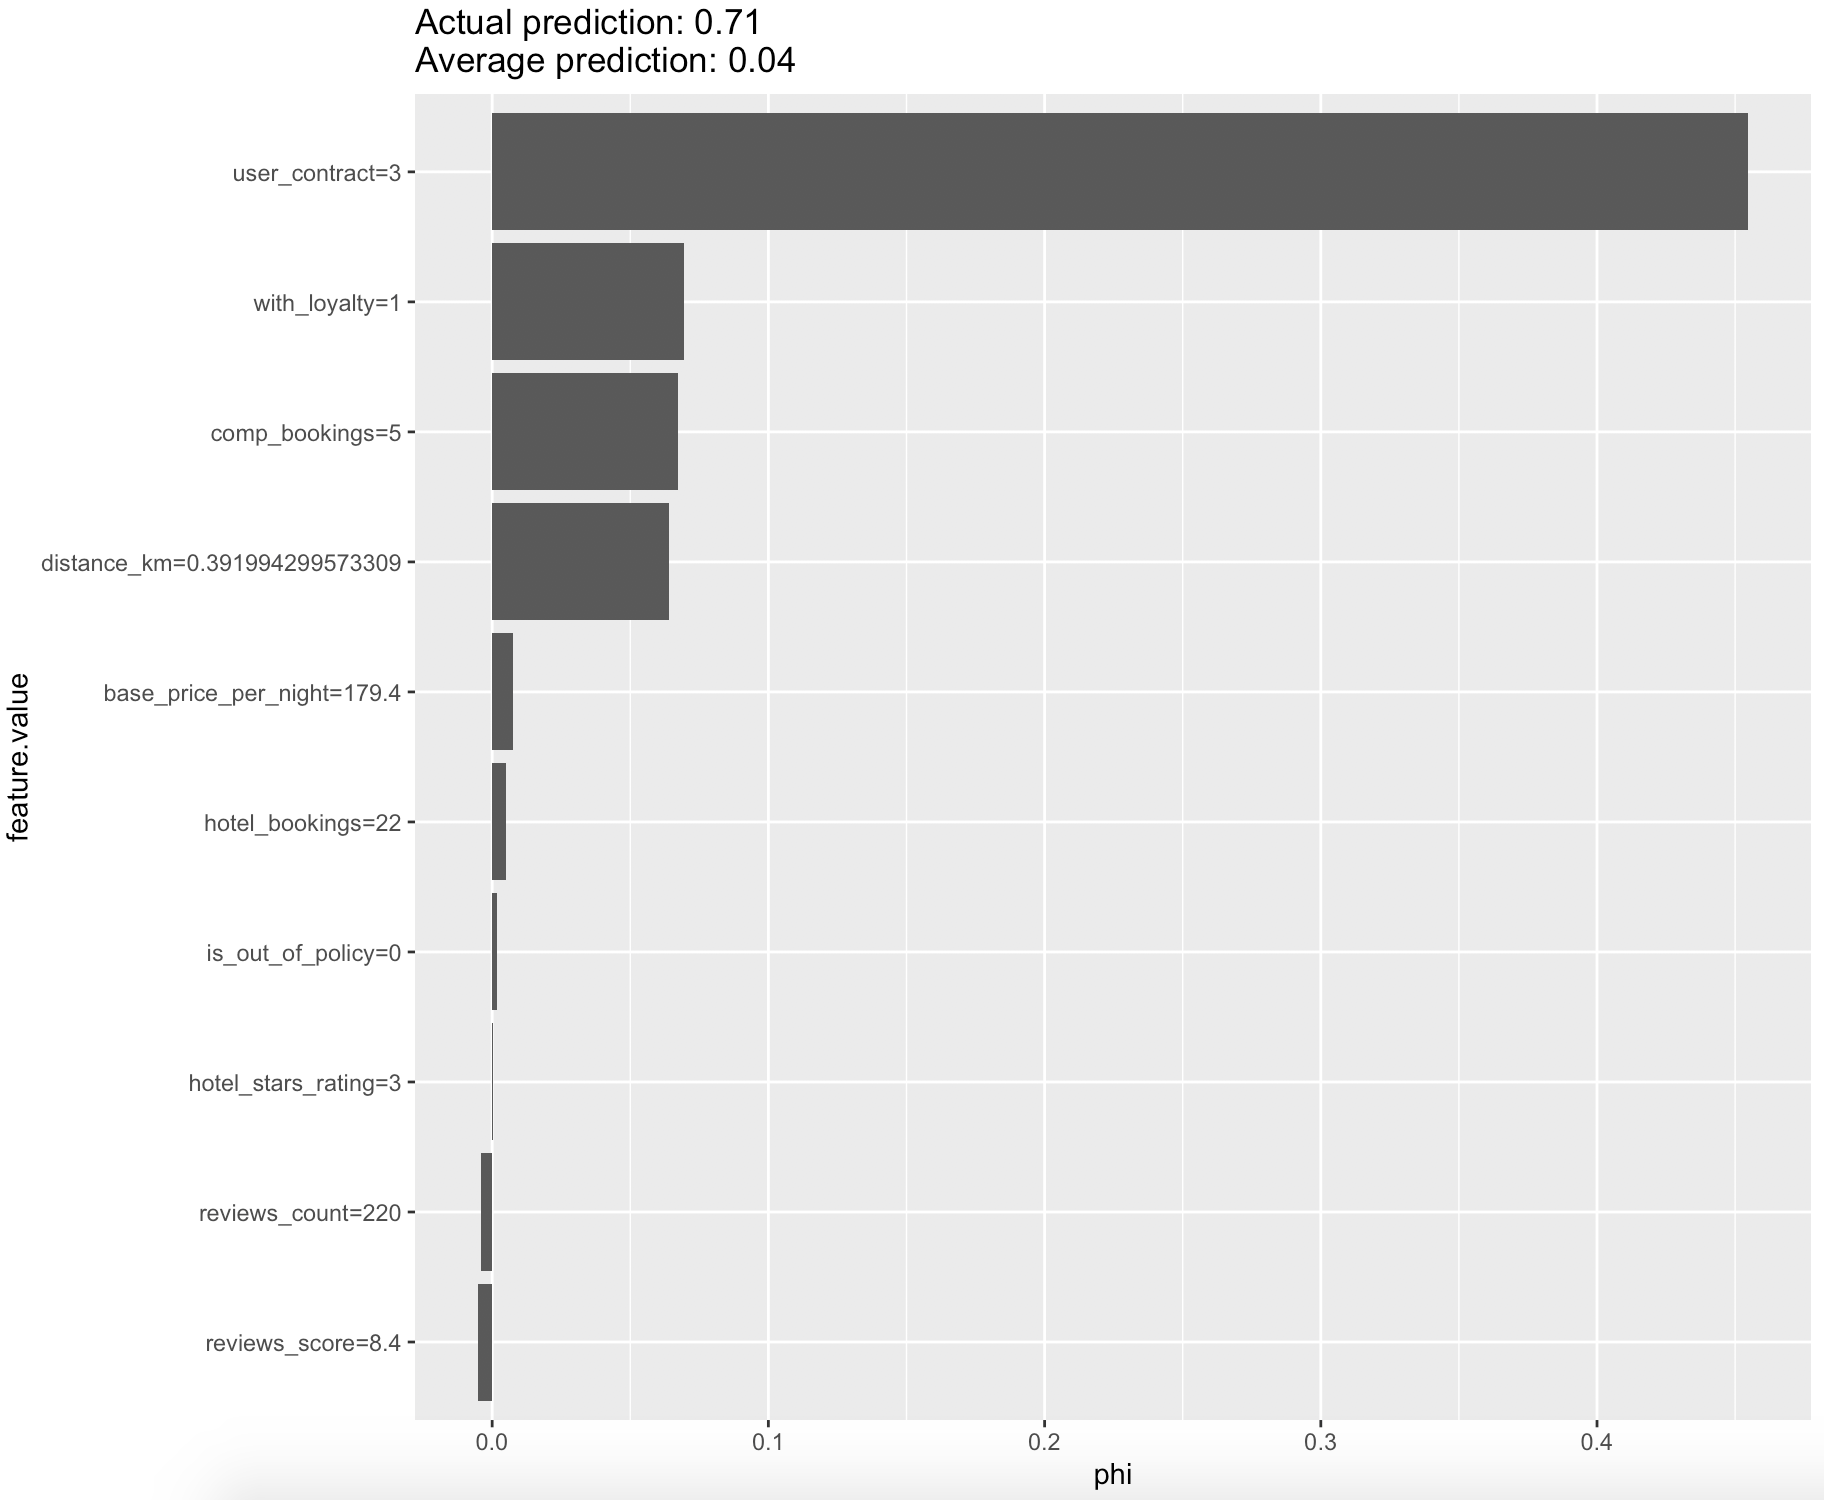 Actual prediction: 0.71
Average prediction: 0.04
feature.value
user_contract=3
with_loyalty=1
comp_bookings=5
distance_km=0.391994299573309
base_price_per_night=179.4
hotel_bookings=22
is_out_of_policy=0
hotel_stars_rating=3
reviews_count=220
reviews_score=8.4
0.0 0.1 0.2 0.3 0.4
phi